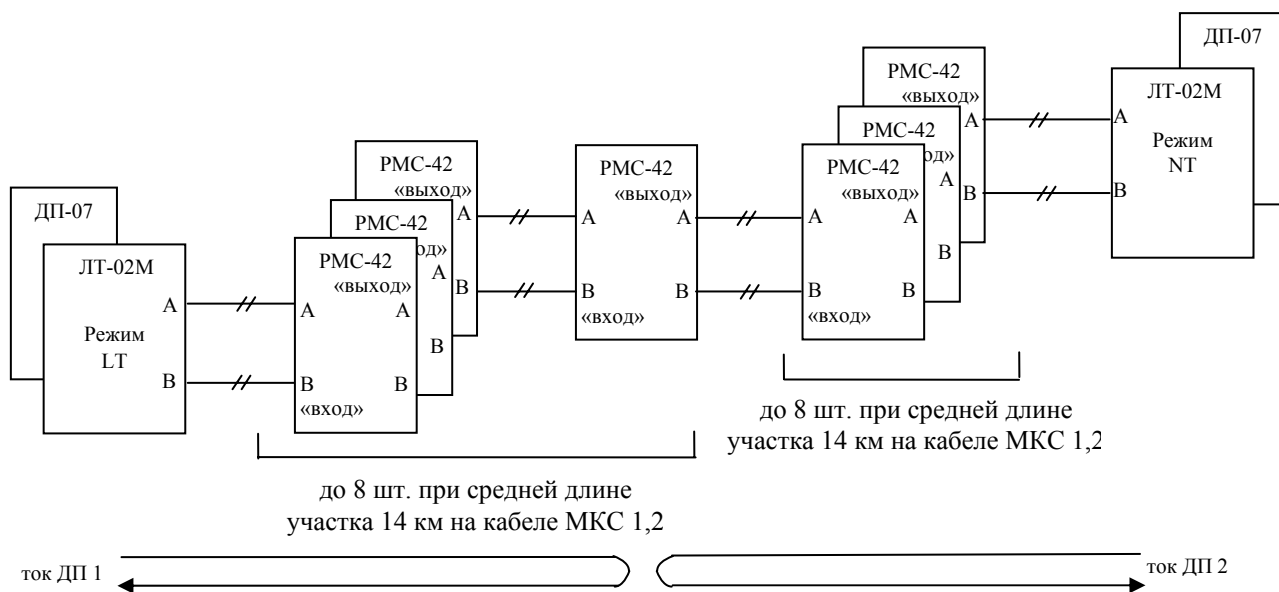 ДП-07
ЛТ-02М
РМС-42
«выход»
А
Режим
NT
А
РМС-42
од»
В
В
РМС-42
«выход»
А
РМС-42
«выход»
А
А
РМС-42
«выход»
А
А
В
ДП-07
РМС-42
од»
В
В
В
«вход»
В
В
«вход»
ЛТ-02М
А
Режим
LT
В
РМС-42
«выход»
А
А
А
В
В
В
«вход»
до 8 шт. при средней длине
участка 14 км на кабеле МКС 1,2
до 8 шт. при средней длине
участка 14 км на кабеле МКС 1,2
ток ДП 1
ток ДП 2